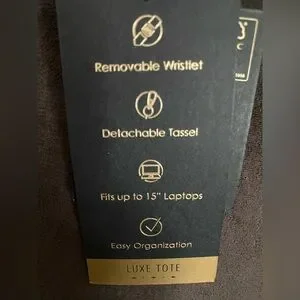 Removable Wristlet
Detachable Tassel
Fits up to 15" Laptops
Easy Organization
LUXE TOTE